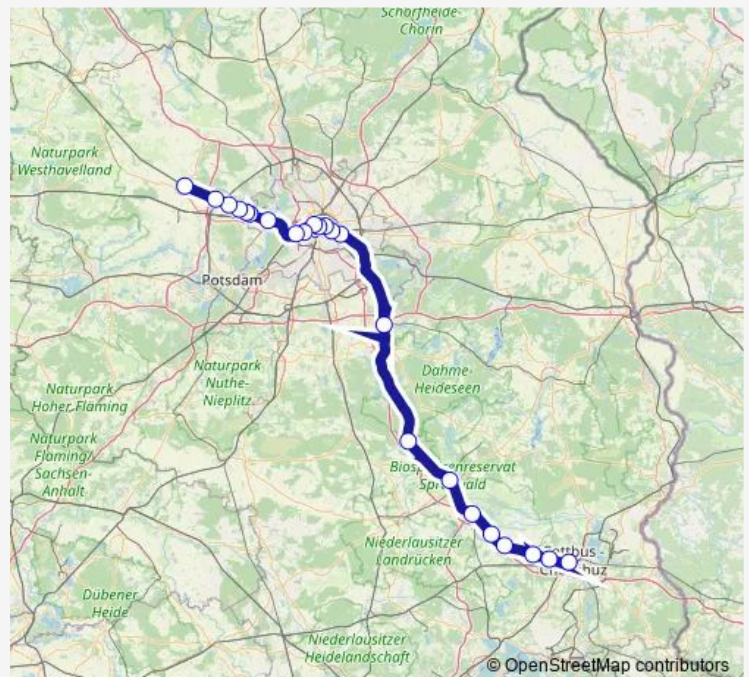 Schorfheide-
Chorin
Naturpark
Westhavelland
Potsdam
Naturpark
Nuthe-
Nieplitz
Dahme-
Heideseen
Naturpark
Hoher Fläming
Naturpark
Fläming/
Sachsen-
Anhalt
Niederlausitzer
Landrücken
Dübener
Heide
Niederlausitzer
Heidelandschaft
© OpenStreetMap contributors